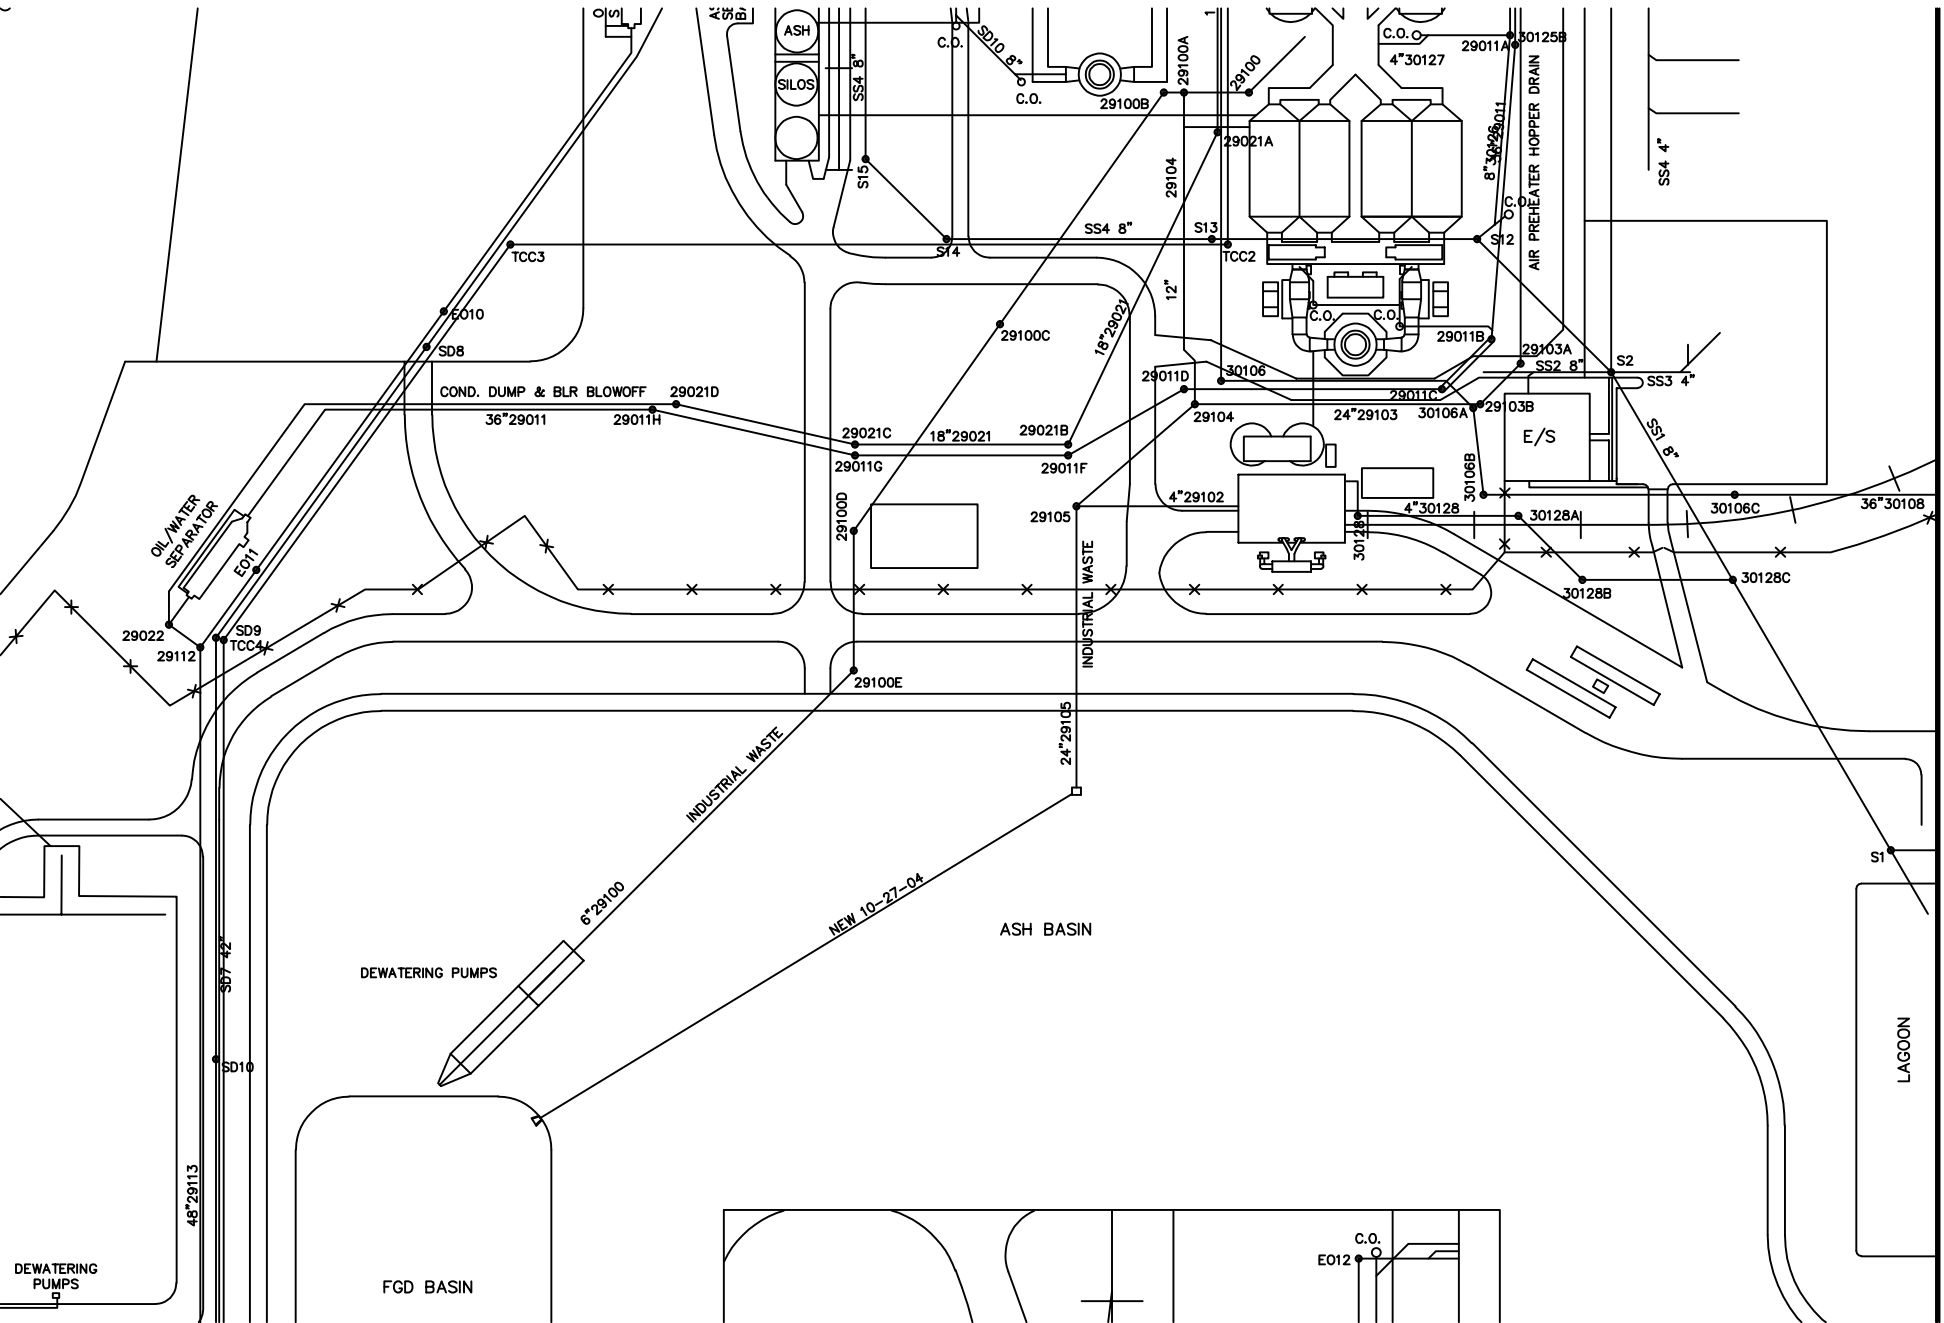 ASH
SILOS
SS4 8"
S15
C.O.
SD10 8"
C.O.
29100B
29100A
29100
1
29021A
29104
12"
C.O.
4"30127
29011A
30125B
36"29011
AIR PREHEATER HOPPER DRAIN
SS4 4"
C.O.
S12
SS4 8"
S13
S14
TCC2
TCC3
EO10
SD8
29100C
18"29021
C.O.
C.O.
29011B
29103A
SS2 8"
S2
SS3 4"
COND. DUMP & BLR BLOWOFF
29021D
36"29011
29011H
29011D
30106
29011C
29104
24"29103
30106A
29103B
E/S
SS1 8"
29021C
18"29021
29021B
29011G
29011F
OIL/WATER
SEPARATOR
EO11
29100D
29105
4"29102
30106B
4"30128
30128
30128A
30106C
36"30108
30128B
30128C
INDUSTRIAL WASTE
29022
SD9
TCC4
29112
29100E
24"29105
INDUSTRIAL WASTE
6"29100
NEW 10-27-04
S1
ASH BASIN
DEWATERING PUMPS
SD7 42"
SD10
LAGOON
48"29113
DEWATERING
PUMPS
FGD BASIN
C.O.
EO12